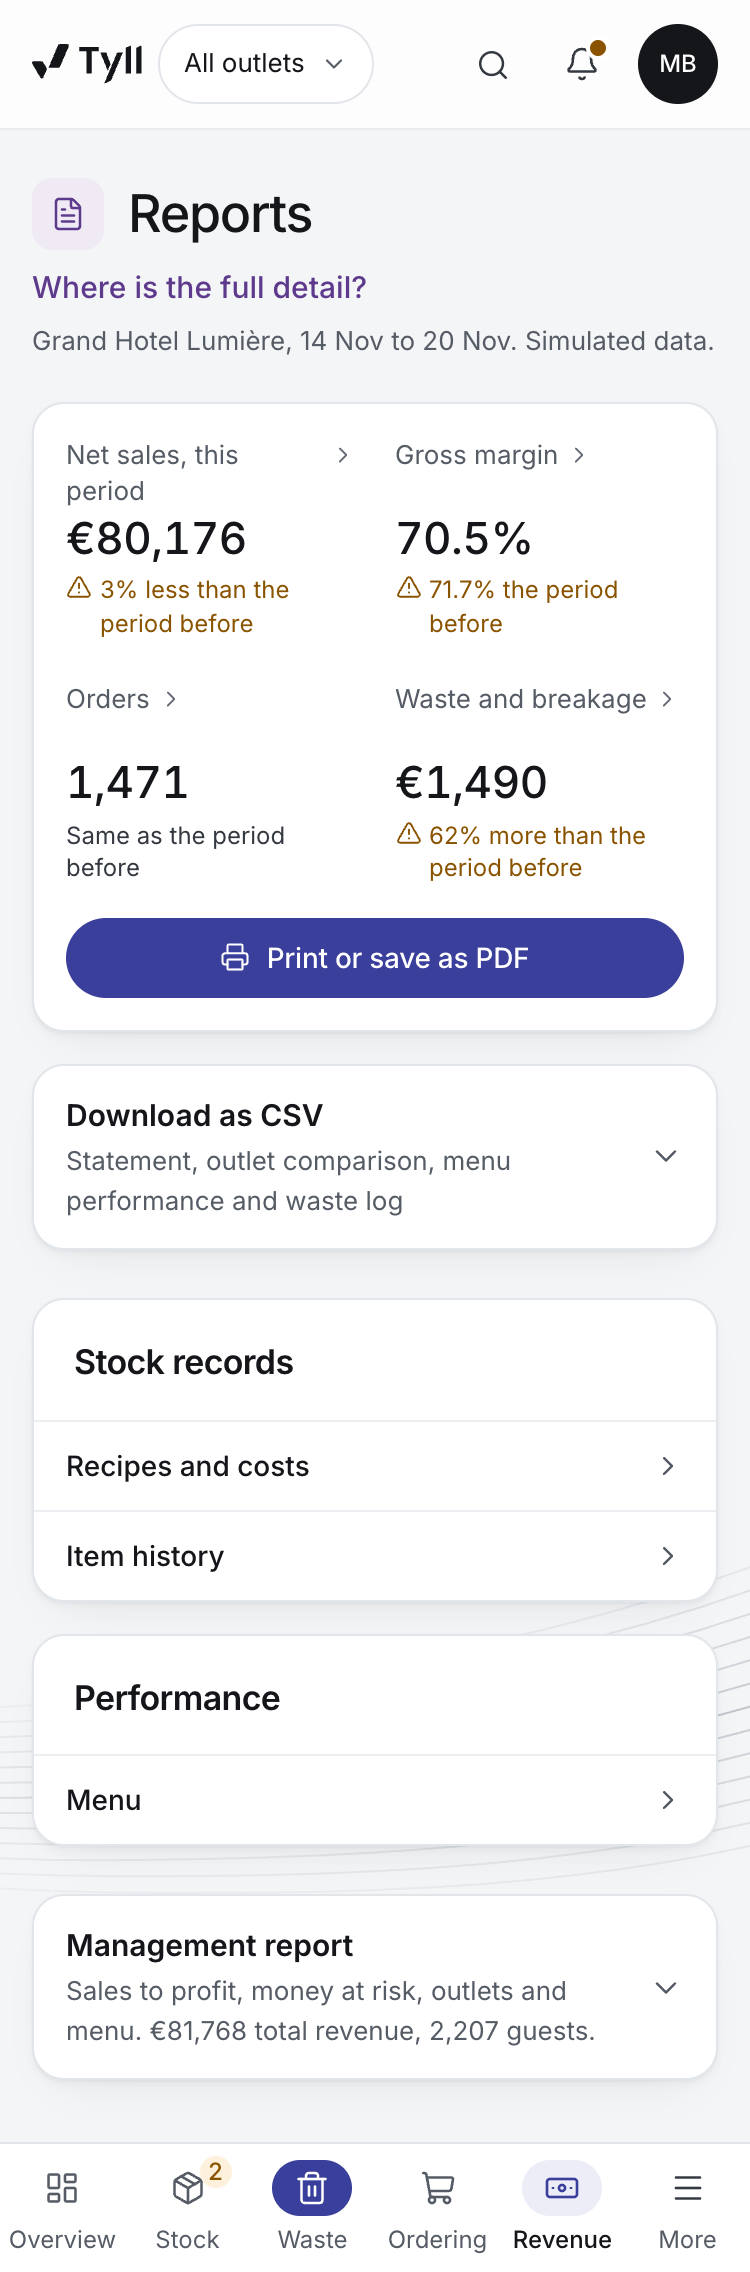 Tyll
All outlets
MB
Reports
Where is the full detail?
Grand Hotel Lumière, 14 Nov to 20 Nov. Simulated data.
Net sales, this
period
€80,176
3% less than the
period before
Gross margin
70.5%
71.7% the period
before
Orders
1,471
Same as the period
before
Waste and breakage
€1,490
62% more than the
period before
Print or save as PDF
Download as CSV
Statement, outlet comparison, menu
performance and waste log
Stock records
Recipes and costs
Item history
Performance
Menu
Management report
Sales to profit, money at risk, outlets and
menu. €81,768 total revenue, 2,207 guests.
Overview
2
Stock
Waste
Ordering
Revenue
More